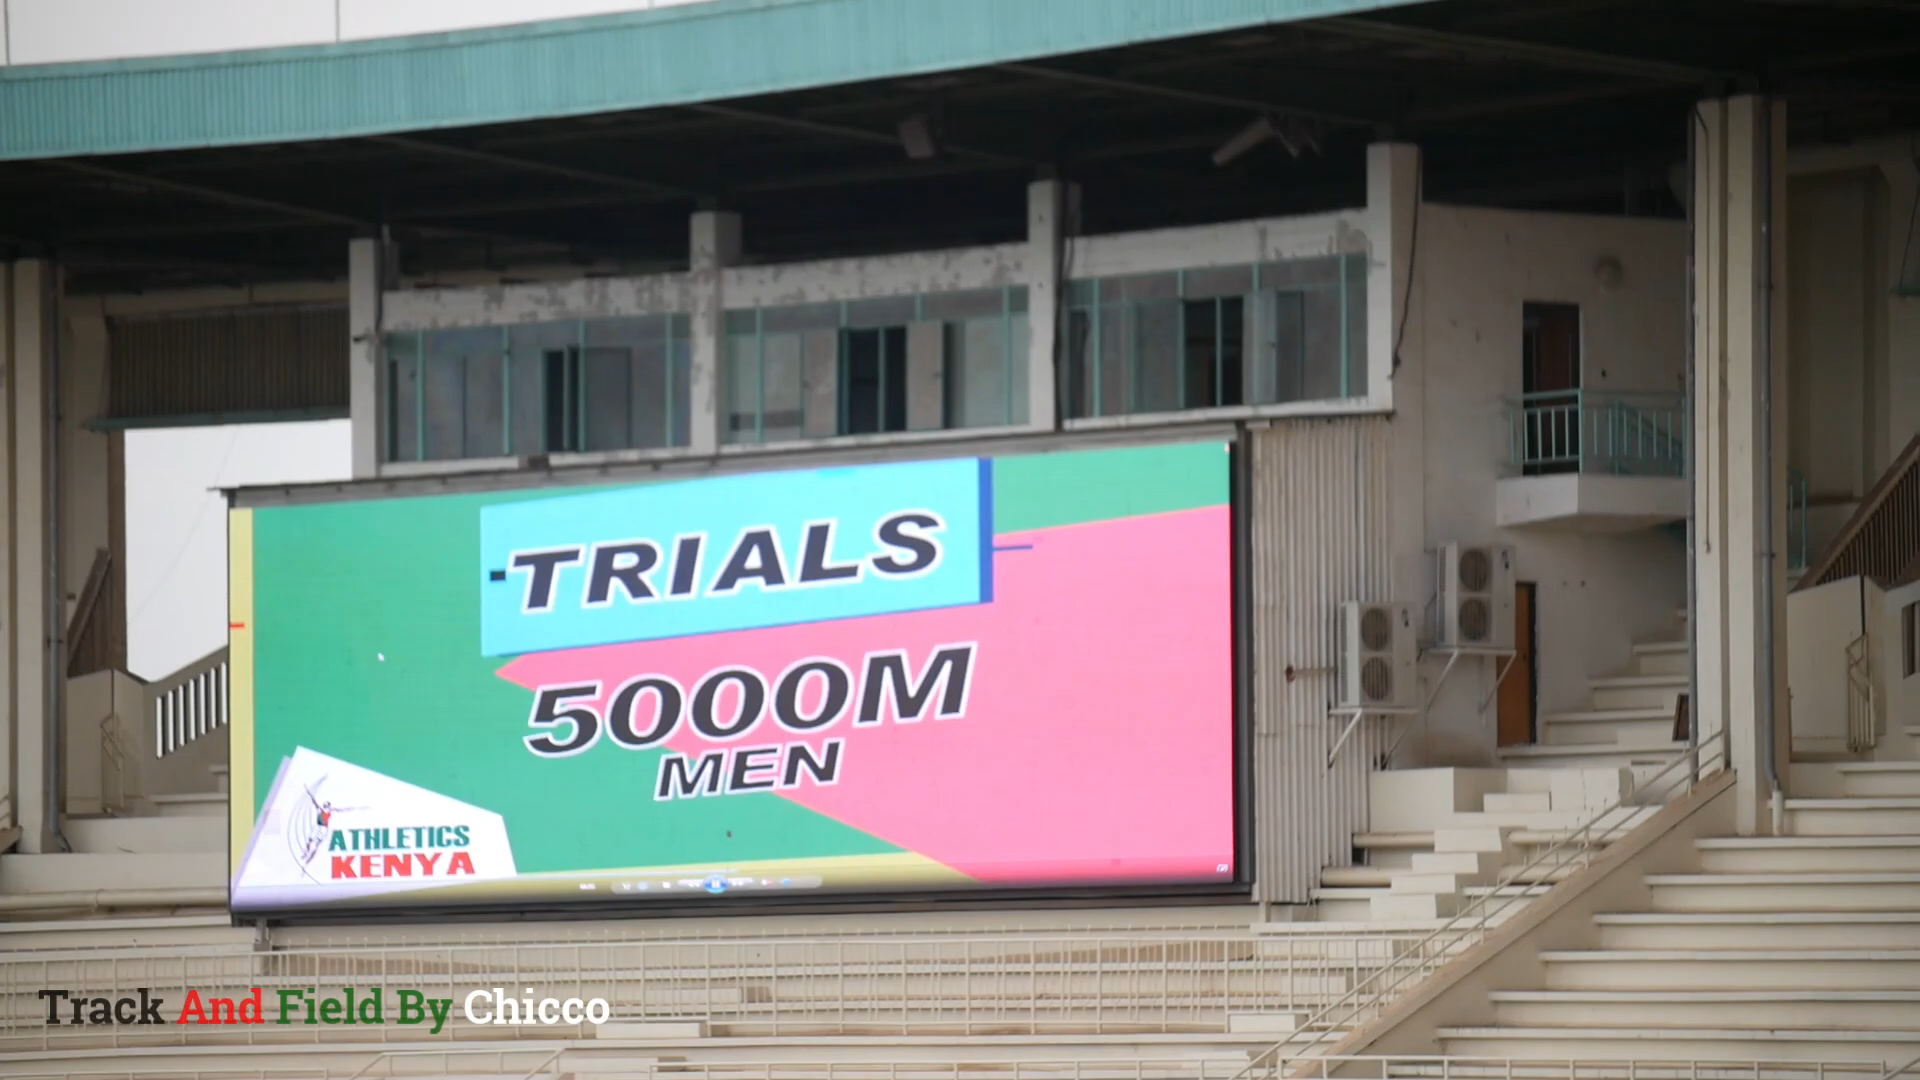 TRIALS
5000M
MEN
ATHLETICS
KENYA
Track And Field By Chicco